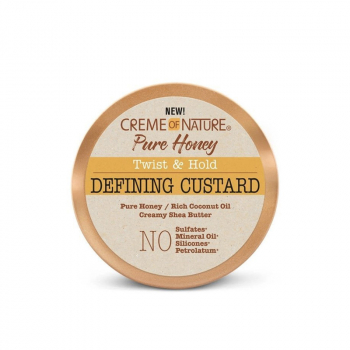 NEW!
CREME OF NATURE®
Pure Honey
Twist & Hold
DEFINING CUSTARD
Pure Honey / Rich Coconut Oil
Creamy Shea Butter
NO
Sulfates*
Mineral Oil*
Silicones*
Petrolatum*